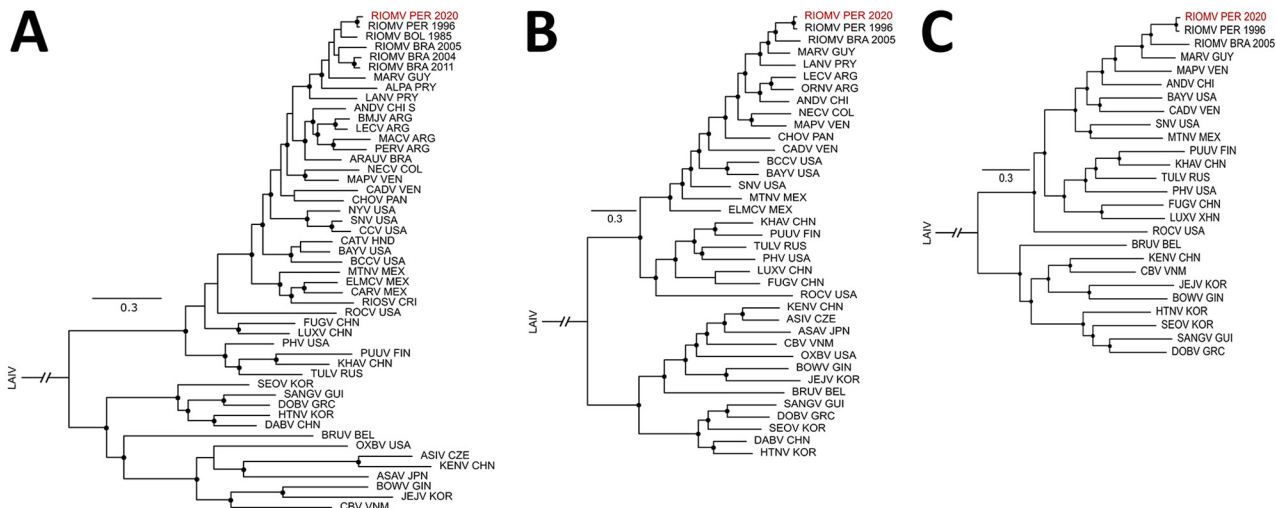 A
RIOMV PER 2020
RIOMV PER 1996
RIOMV BOL 1985
RIOMV BRA 2005
RIOMV BRA 2004
RIOMV BRA 2011
MARV GUY
ALPA PRY
LANV PRY
ANDV CHI S
BMJV ARG
LECV ARG
MACV ARG
PERV ARG
ARAUV BRA
NECV COL
MAPV VEN
CADV VEN
CHOV PAN
NYV USA
SNV USA
CCV USA
CATV HND
BAYV USA
BCCV USA
MTNV MEX
ELMCV MEX
CARV MEX
RIOSV CRI
ROCV USA
FUGV CHN
LUXV CHN
PHV USA
PUUV FIN
KHAV CHN
TULV RUS
SEOV KOR
SANGV GUI
DOBV GRC
HTNV KOR
DABV CHN
BRUV BEL
OXBV USA
ASIV CZE
KENV CHN
ASAV JPN
BOWV GIN
JEJV KOR
CBV VNM
0.3
LAIV
B
RIOMV PER 2020
RIOMV PER 1996
RIOMV BRA 2005
MARV GUY
LANV PRY
LECV ARG
ORNV ARG
ANDV CHI
NECV COL
MAPV VEN
CHOV PAN
CADV VEN
BCCV USA
BAYV USA
SNV USA
MTNV MEX
ELMCV MEX
KHAV CHN
PUUV FIN
TULV RUS
PHV USA
LUXV CHN
FUGV CHN
ROCV USA
KENV CHN
ASIV CZE
ASAV JPN
CBV VNM
OXBV USA
BOWV GIN
JEJV KOR
BRUV BEL
SANGV GUI
DOBV GRC
SEOV KOR
DABV CHN
HTNV KOR
0.3
LAIV
C
RIOMV PER 2020
RIOMV PER 1996
RIOMV BRA 2005
MARV GUY
MAPV VEN
ANDV CHI
BAYV USA
CADV VEN
SNV USA
MTNV MEX
PUUV FIN
KHAV CHN
TULV RUS
PHV USA
FUGV CHN
LUXV XHN
ROCV USA
BRUV BEL
KENV CHN
CBV VNM
JEJV KOR
BOWV GIN
HTNV KOR
SEOV KOR
SANGV GUI
DOBV GRC
0.3
LAIV